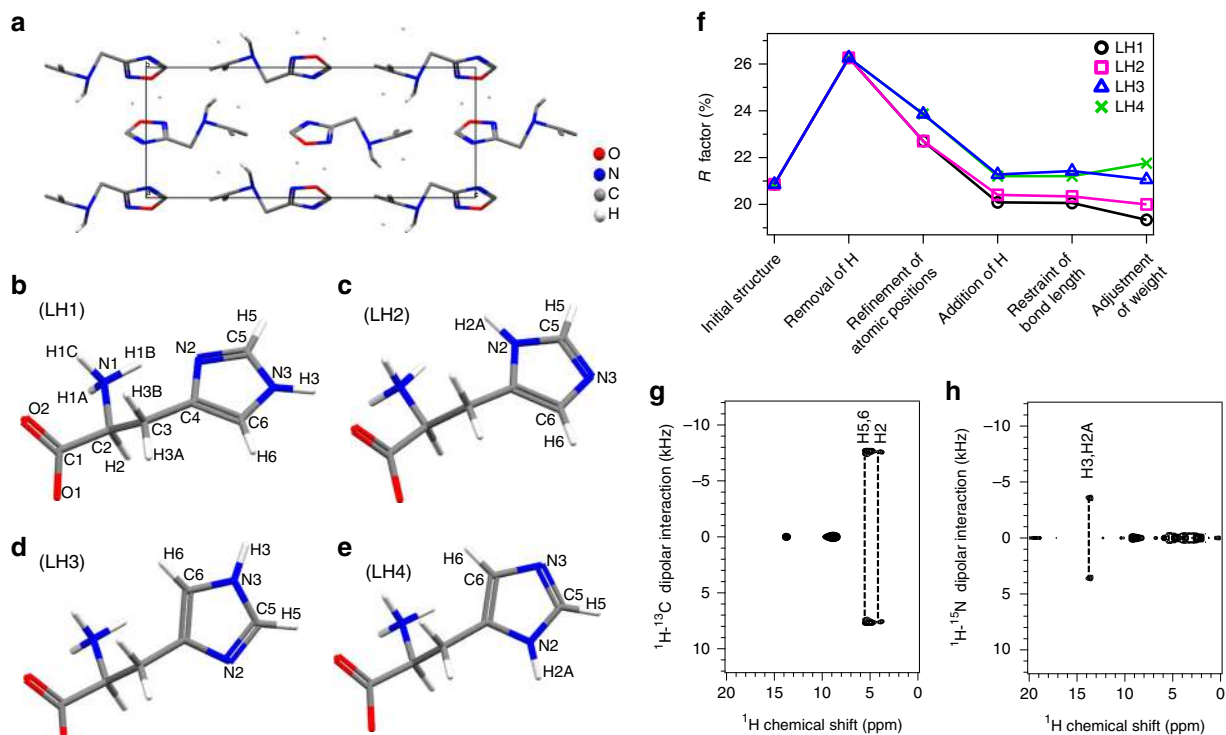 a
O
N
C
H
b
(LH1)
H5
C5
N2
N3
H3
H1C
N1
H1B
H1A
H3B
O2
C4
C6
C3
C2
C1
H2
H3A
H6
O1
c
(LH2)
H5
H2A
C5
N2
N3
C6
H6
d
(LH3)
H6
H3
C6
N3
C5
H5
N2
e
(LH4)
H6
C6
N3
C5
H5
N2
H2A
f
R factor (%)
26
24
22
20
LH1
LH2
LH3
LH4
Initial structure
Removal of H
Refinement of
atomic positions
Addition of H
Restraint of
bond length
Adjustment
of weight
g
1H-13C dipolar interaction (kHz)
−10
−5
0
5
10
H5,6
H2
20 15 10 5 0
1H chemical shift (ppm)
h
1H-15N dipolar interaction (kHz)
−10
−5
0
5
10
H3,H2A
20 15 10 5 0
1H chemical shift (ppm)